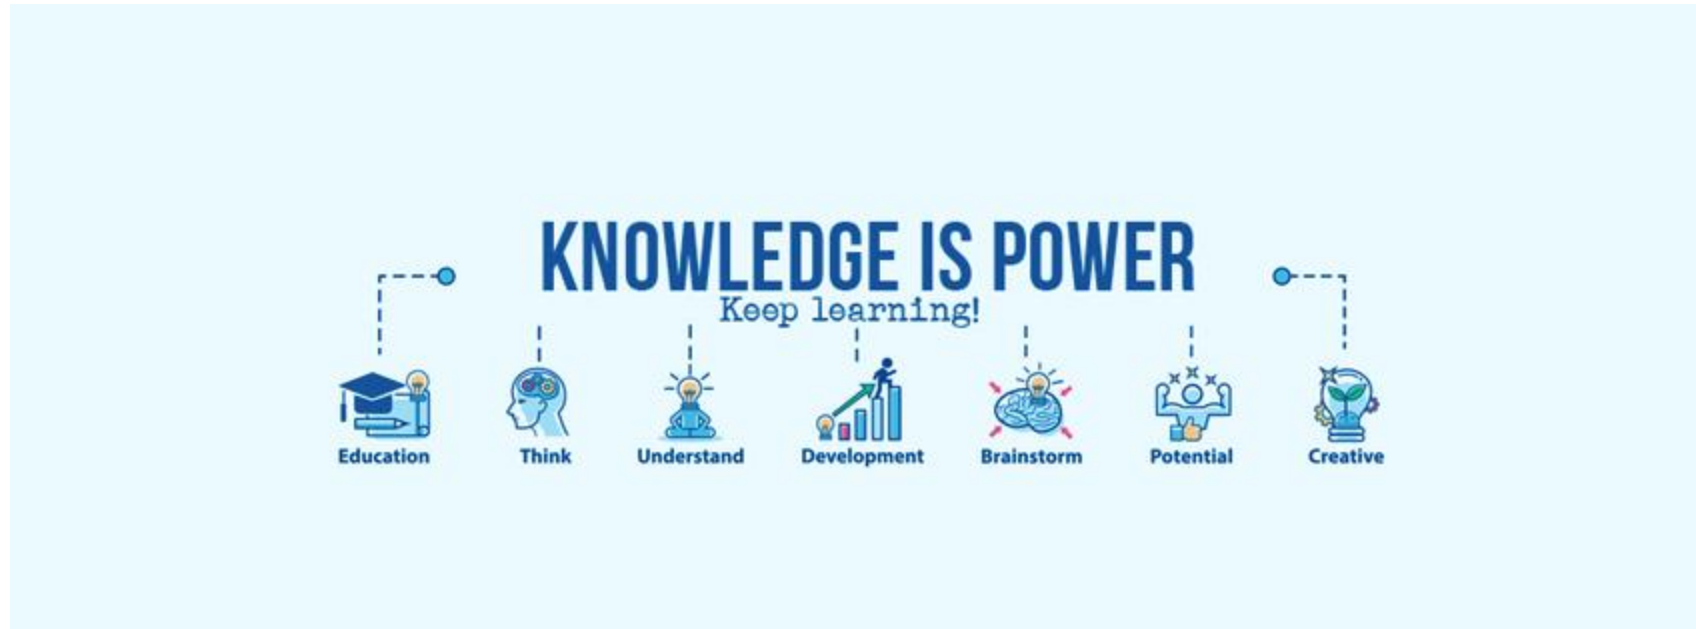 KNOWLEDGE IS POWER
Keep learning!
Education Think Understand Development Brainstorm Potential Creative